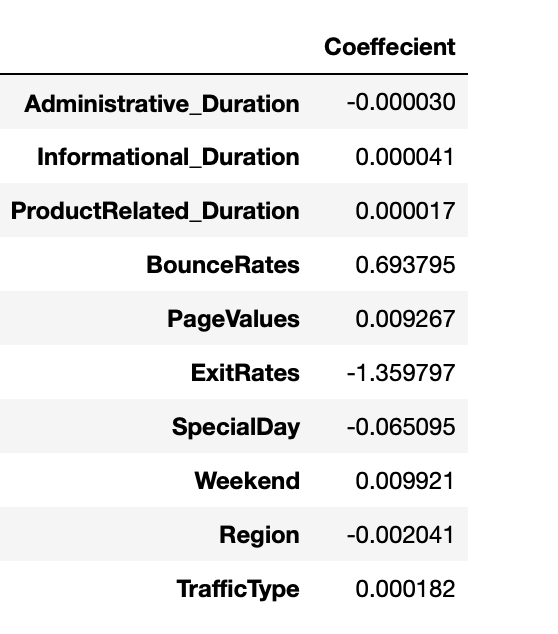 Coeffecient
Administrative_Duration -0.000030
Informational_Duration 0.000041
ProductRelated_Duration 0.000017
BounceRates 0.693795
PageValues 0.009267
ExitRates -1.359797
SpecialDay -0.065095
Weekend 0.009921
Region -0.002041
TrafficType 0.000182